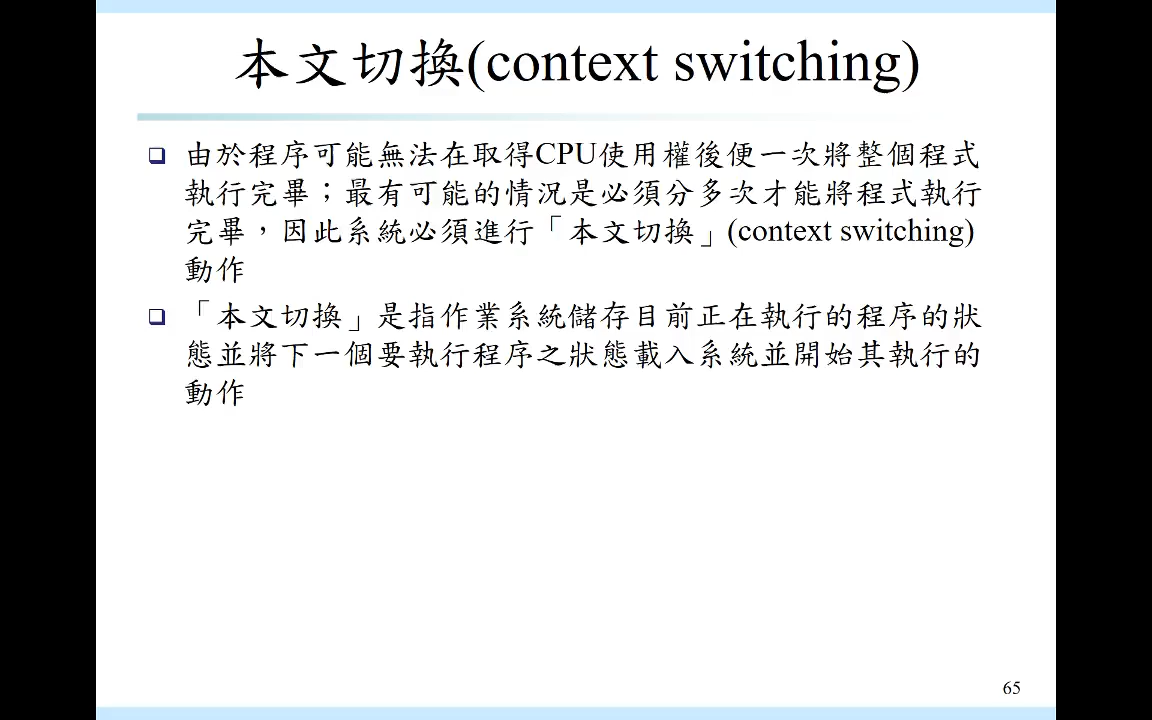 本文切換(context switching)
由於程序可能無法在取得CPU使用權後便一次將整個程式
執行完畢；最有可能的情況是必須分多次才能將程式執行
完畢，因此系統必須進行「本文切換」(context switching)
動作
「本文切換」是指作業系統儲存目前正在執行的程序的狀
態並將下一個要執行程序之狀態載入系統並開始其執行的
動作
65